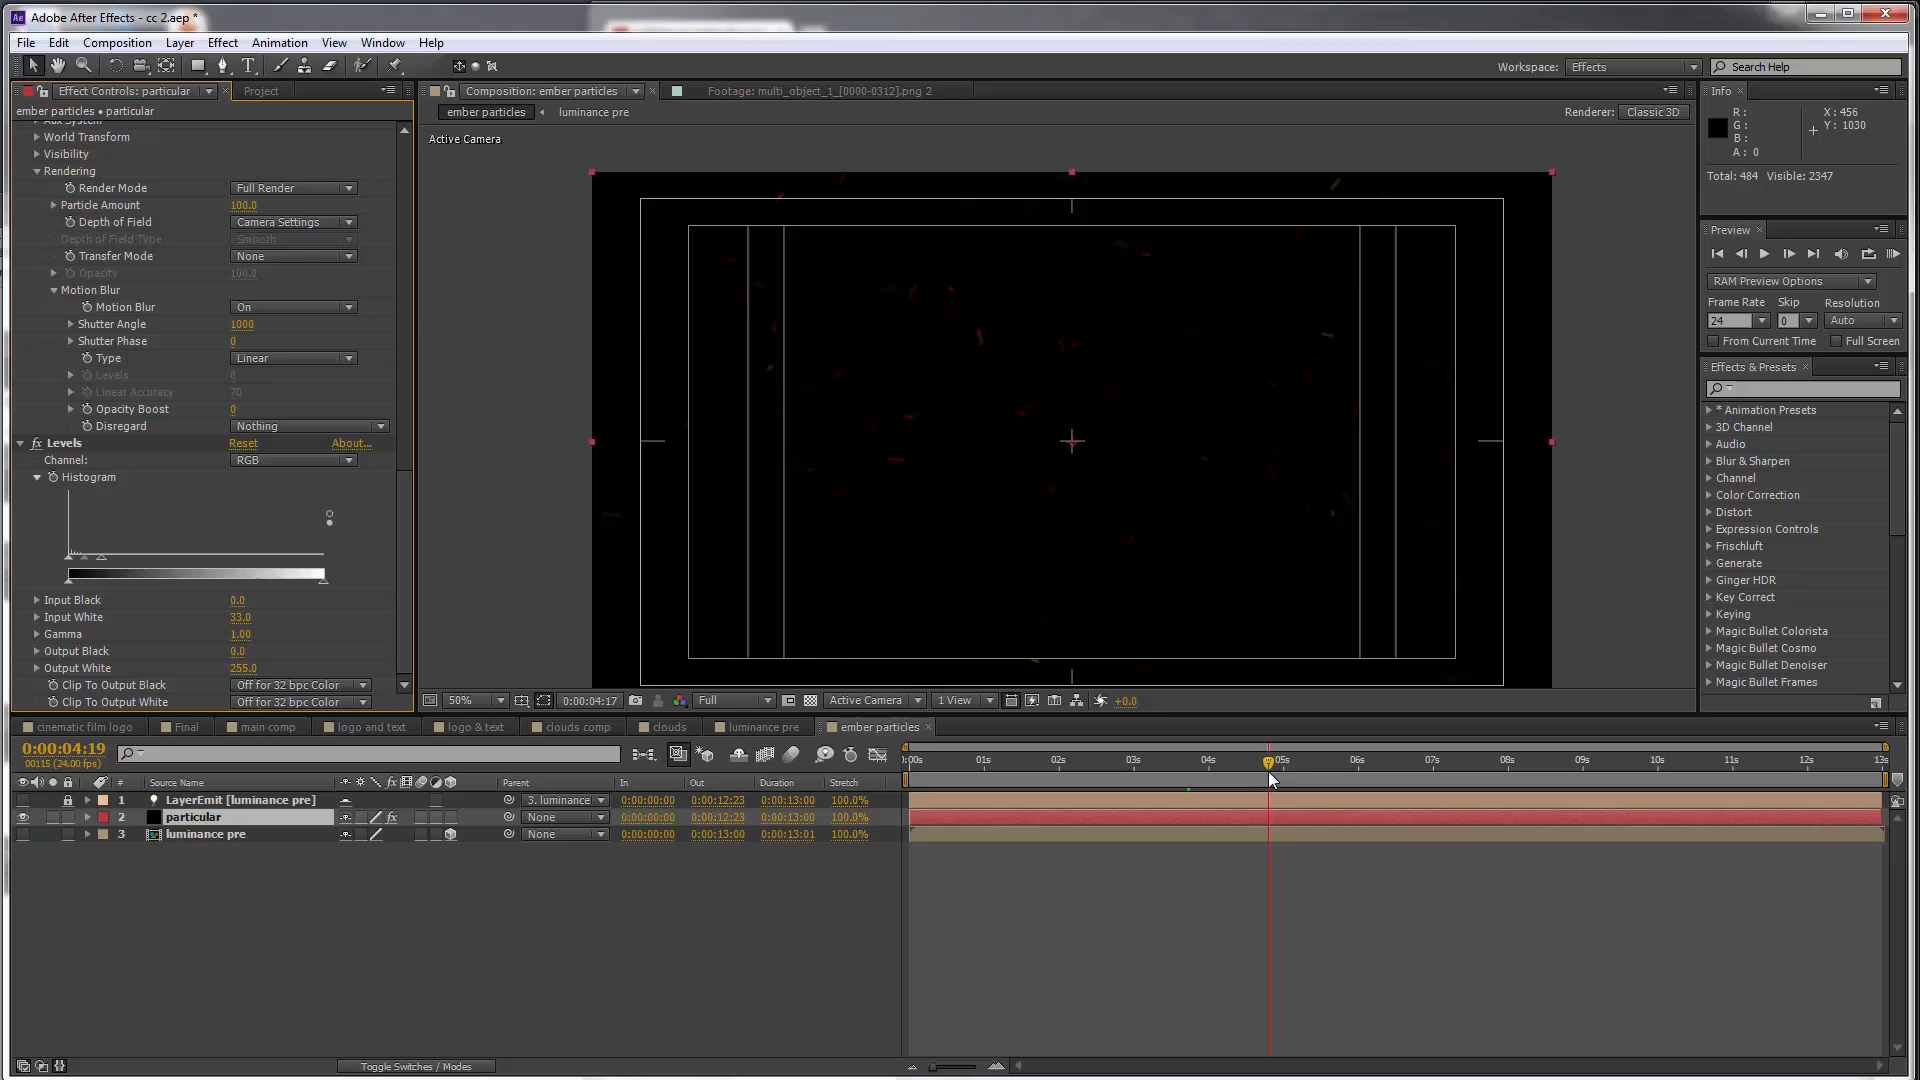 Adobe After Effects - cc 2.aep *
File Edit Composition Layer Effect Animation View Window Help
Workspace: Effects Search Help
Effect Controls: particular Project
ember particles • particular
Aux System
World Transform
Visibility
Rendering
Render Mode Full Render
Particle Amount 100.0
Depth of Field Camera Settings
Depth of Field Type Smooth
Transfer Mode None
Opacity 100.0
Motion Blur
Motion Blur On
Shutter Angle 1000
Shutter Phase 0
Type Linear
Levels 8
Linear Accuracy 70
Opacity Boost 0
Disregard Nothing
fx Levels Reset About...
Channel: RGB
Histogram
Input Black 0.0
Input White 33.0
Gamma 1.00
Output Black 0.0
Output White 255.0
Clip To Output Black Off for 32 bpc Color
Clip To Output White Off for 32 bpc Color
Composition: ember particles Footage: multi_object_1_[0000-0312].png 2
ember particles luminance pre Renderer: Classic 3D
Active Camera
50% 0:00:04:17 Full Active Camera 1 View +0.0
Info
R: X: 456
G: Y: 1030
B:
A: 0
Total: 484 Visible: 2347
Preview
RAM Preview Options
Frame Rate Skip Resolution
24 0 Auto
From Current Time Full Screen
Effects & Presets
* Animation Presets
3D Channel
Audio
Blur & Sharpen
Channel
Color Correction
Distort
Expression Controls
Frischluft
Generate
Ginger HDR
Key Correct
Keying
Magic Bullet Colorista
Magic Bullet Cosmo
Magic Bullet Denoiser
Magic Bullet Frames
cinematic film logo Final main comp logo and text logo & text clouds comp clouds luminance pre ember particles
0:00:04:19
00115 (24.00 fps)
:00s 01s 02s 03s 04s 05s 06s 07s 08s 09s 10s 11s 12s 13s
# Source Name Parent In Out Duration Stretch
1 LayerEmit [luminance pre] 3. luminance 0:00:00:00 0:00:12:23 0:00:13:00 100.0%
2 particular fx None 0:00:00:00 0:00:12:23 0:00:13:00 100.0%
3 luminance pre None 0:00:00:00 0:00:13:00 0:00:13:01 100.0%
Toggle Switches / Modes